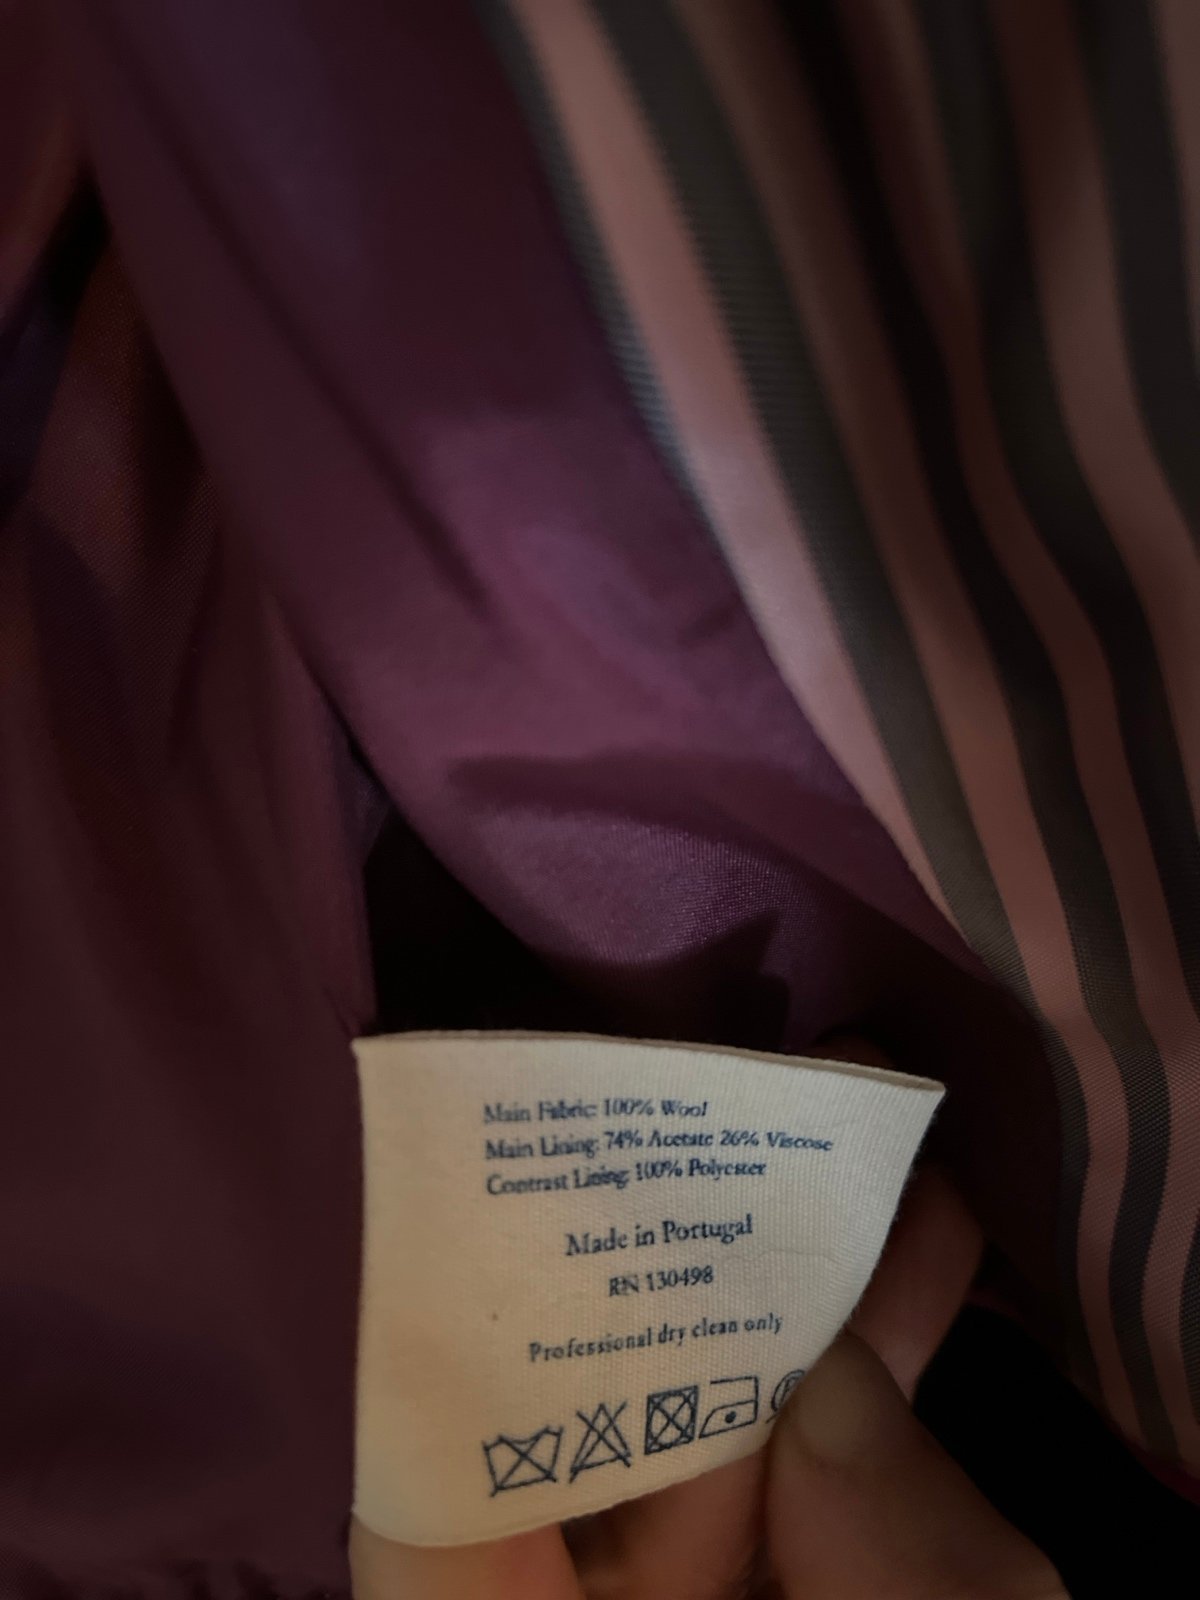 Main Fabric: 100% Wool
Main Lining: 74% Acetate 26% Viscose
Contrast Lining: 100% Polyester
Made in Portugal
RN 130498
Professional dry clean only
P